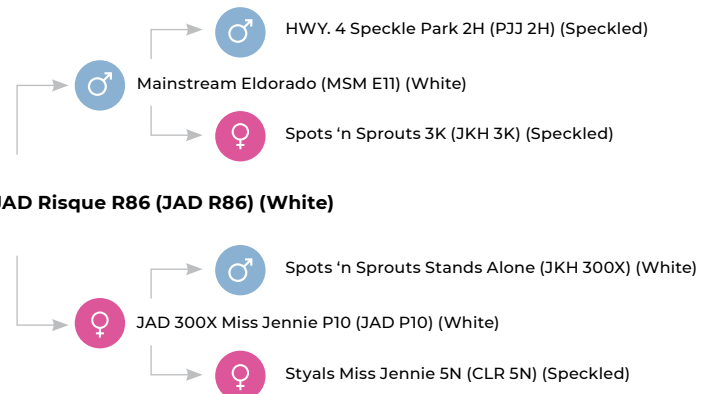 HWY. 4 Speckle Park 2H (PJJ 2H) (Speckled)
Mainstream Eldorado (MSM E11) (White)
Spots ‘n Sprouts 3K (JKH 3K) (Speckled)
JAD Risque R86 (JAD R86) (White)
Spots ‘n Sprouts Stands Alone (JKH 300X) (White)
JAD 300X Miss Jennie P10 (JAD P10) (White)
Styals Miss Jennie 5N (CLR 5N) (Speckled)